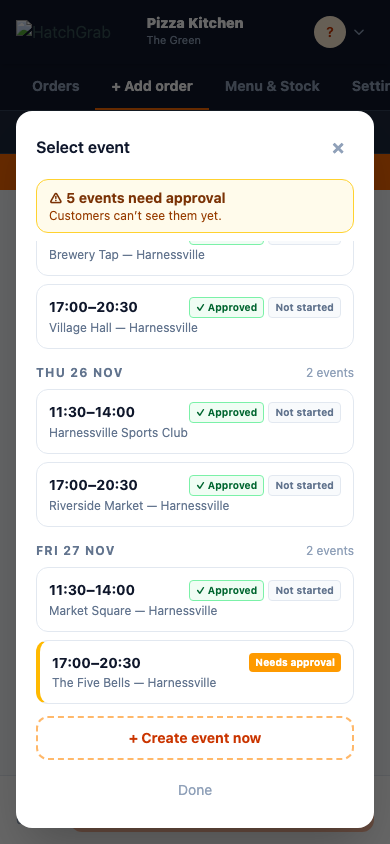 HatchGrab
Pizza Kitchen
The Green
?
Orders
+ Add order
Menu & Stock
Settin
Select event
×
⚠ 5 events need approval
Customers can't see them yet.
Brewery Tap — Harnessville
17:00–20:30
✓ Approved
Not started
Village Hall — Harnessville
THU 26 NOV
2 events
11:30–14:00
✓ Approved
Not started
Harnessville Sports Club
17:00–20:30
✓ Approved
Not started
Riverside Market — Harnessville
FRI 27 NOV
2 events
11:30–14:00
✓ Approved
Not started
Market Square — Harnessville
17:00–20:30
Needs approval
The Five Bells — Harnessville
+ Create event now
Done